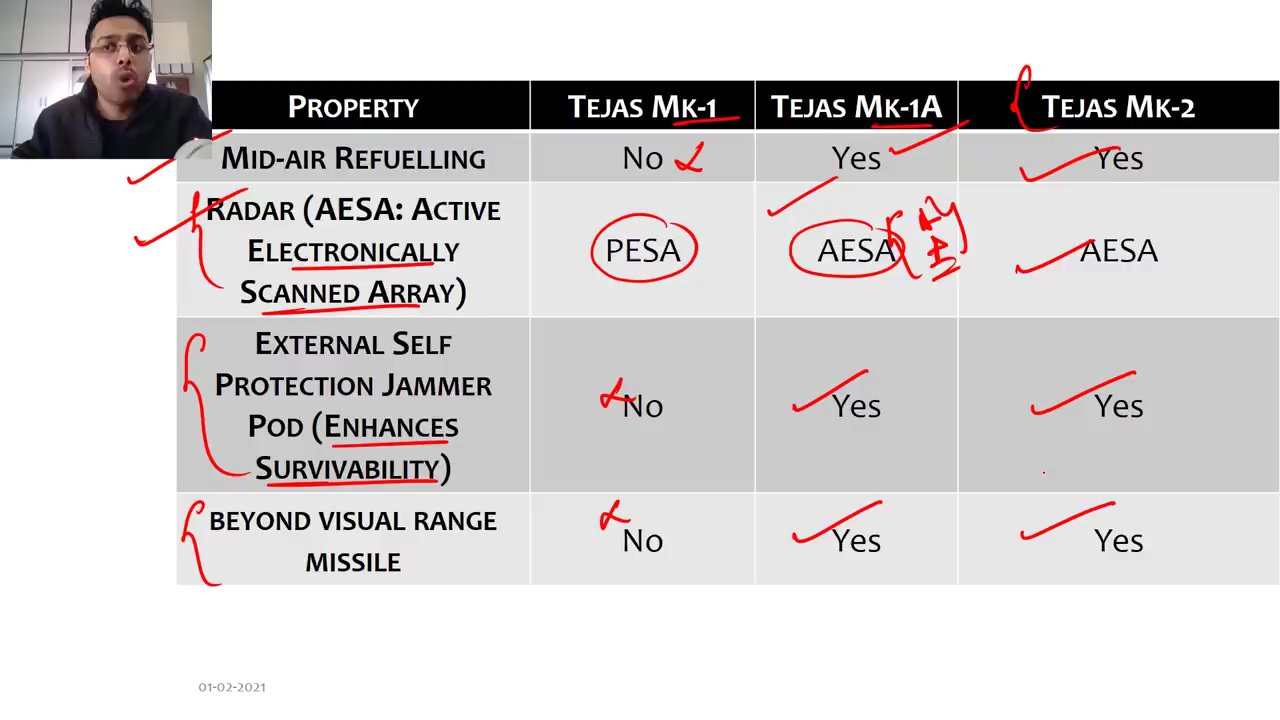 PROPERTY TEJAS MK-1 TEJAS MK-1A TEJAS MK-2
MID-AIR REFUELLING No Yes Yes
RADAR (AESA: ACTIVE
ELECTRONICALLY
SCANNED ARRAY) PESA AESA AESA
EXTERNAL SELF
PROTECTION JAMMER
POD (ENHANCES
SURVIVABILITY) No Yes Yes
BEYOND VISUAL RANGE
MISSILE No Yes Yes
01-02-2021